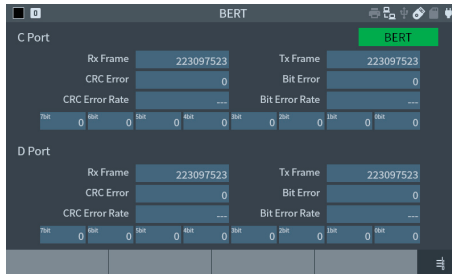 0 BERT
C Port BERT
Rx Frame 223097523 Tx Frame 223097523
CRC Error 0 Bit Error 0
CRC Error Rate --- Bit Error Rate ---
7bit 0 6bit 0 5bit 0 4bit 0 3bit 0 2bit 0 1bit 0 0bit 0
D Port
Rx Frame 223097523 Tx Frame 223097523
CRC Error 0 Bit Error 0
CRC Error Rate --- Bit Error Rate ---
7bit 0 6bit 0 5bit 0 4bit 0 3bit 0 2bit 0 1bit 0 0bit 0